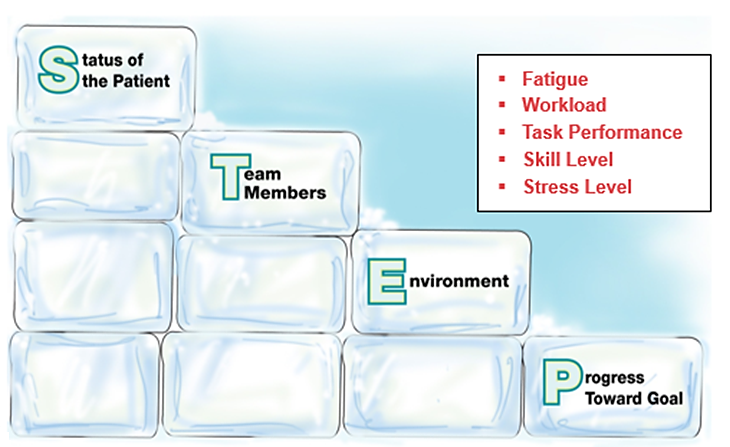 Status of
the Patient
Team
Members
Environment
Progress
Toward Goal
▪ Fatigue
▪ Workload
▪ Task Performance
▪ Skill Level
▪ Stress Level